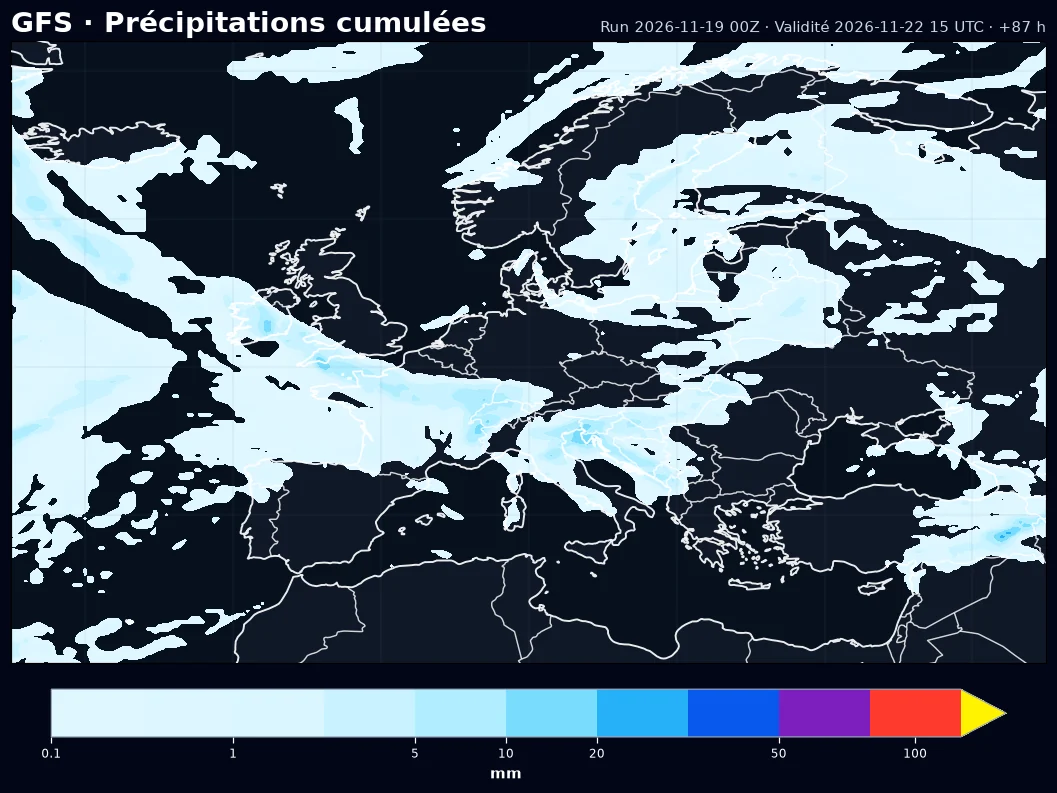 GFS · Précipitations cumulées
Run 2026-11-19 00Z · Validité 2026-11-22 15 UTC · +87 h
0.1 1 5 10 20 50 100
mm